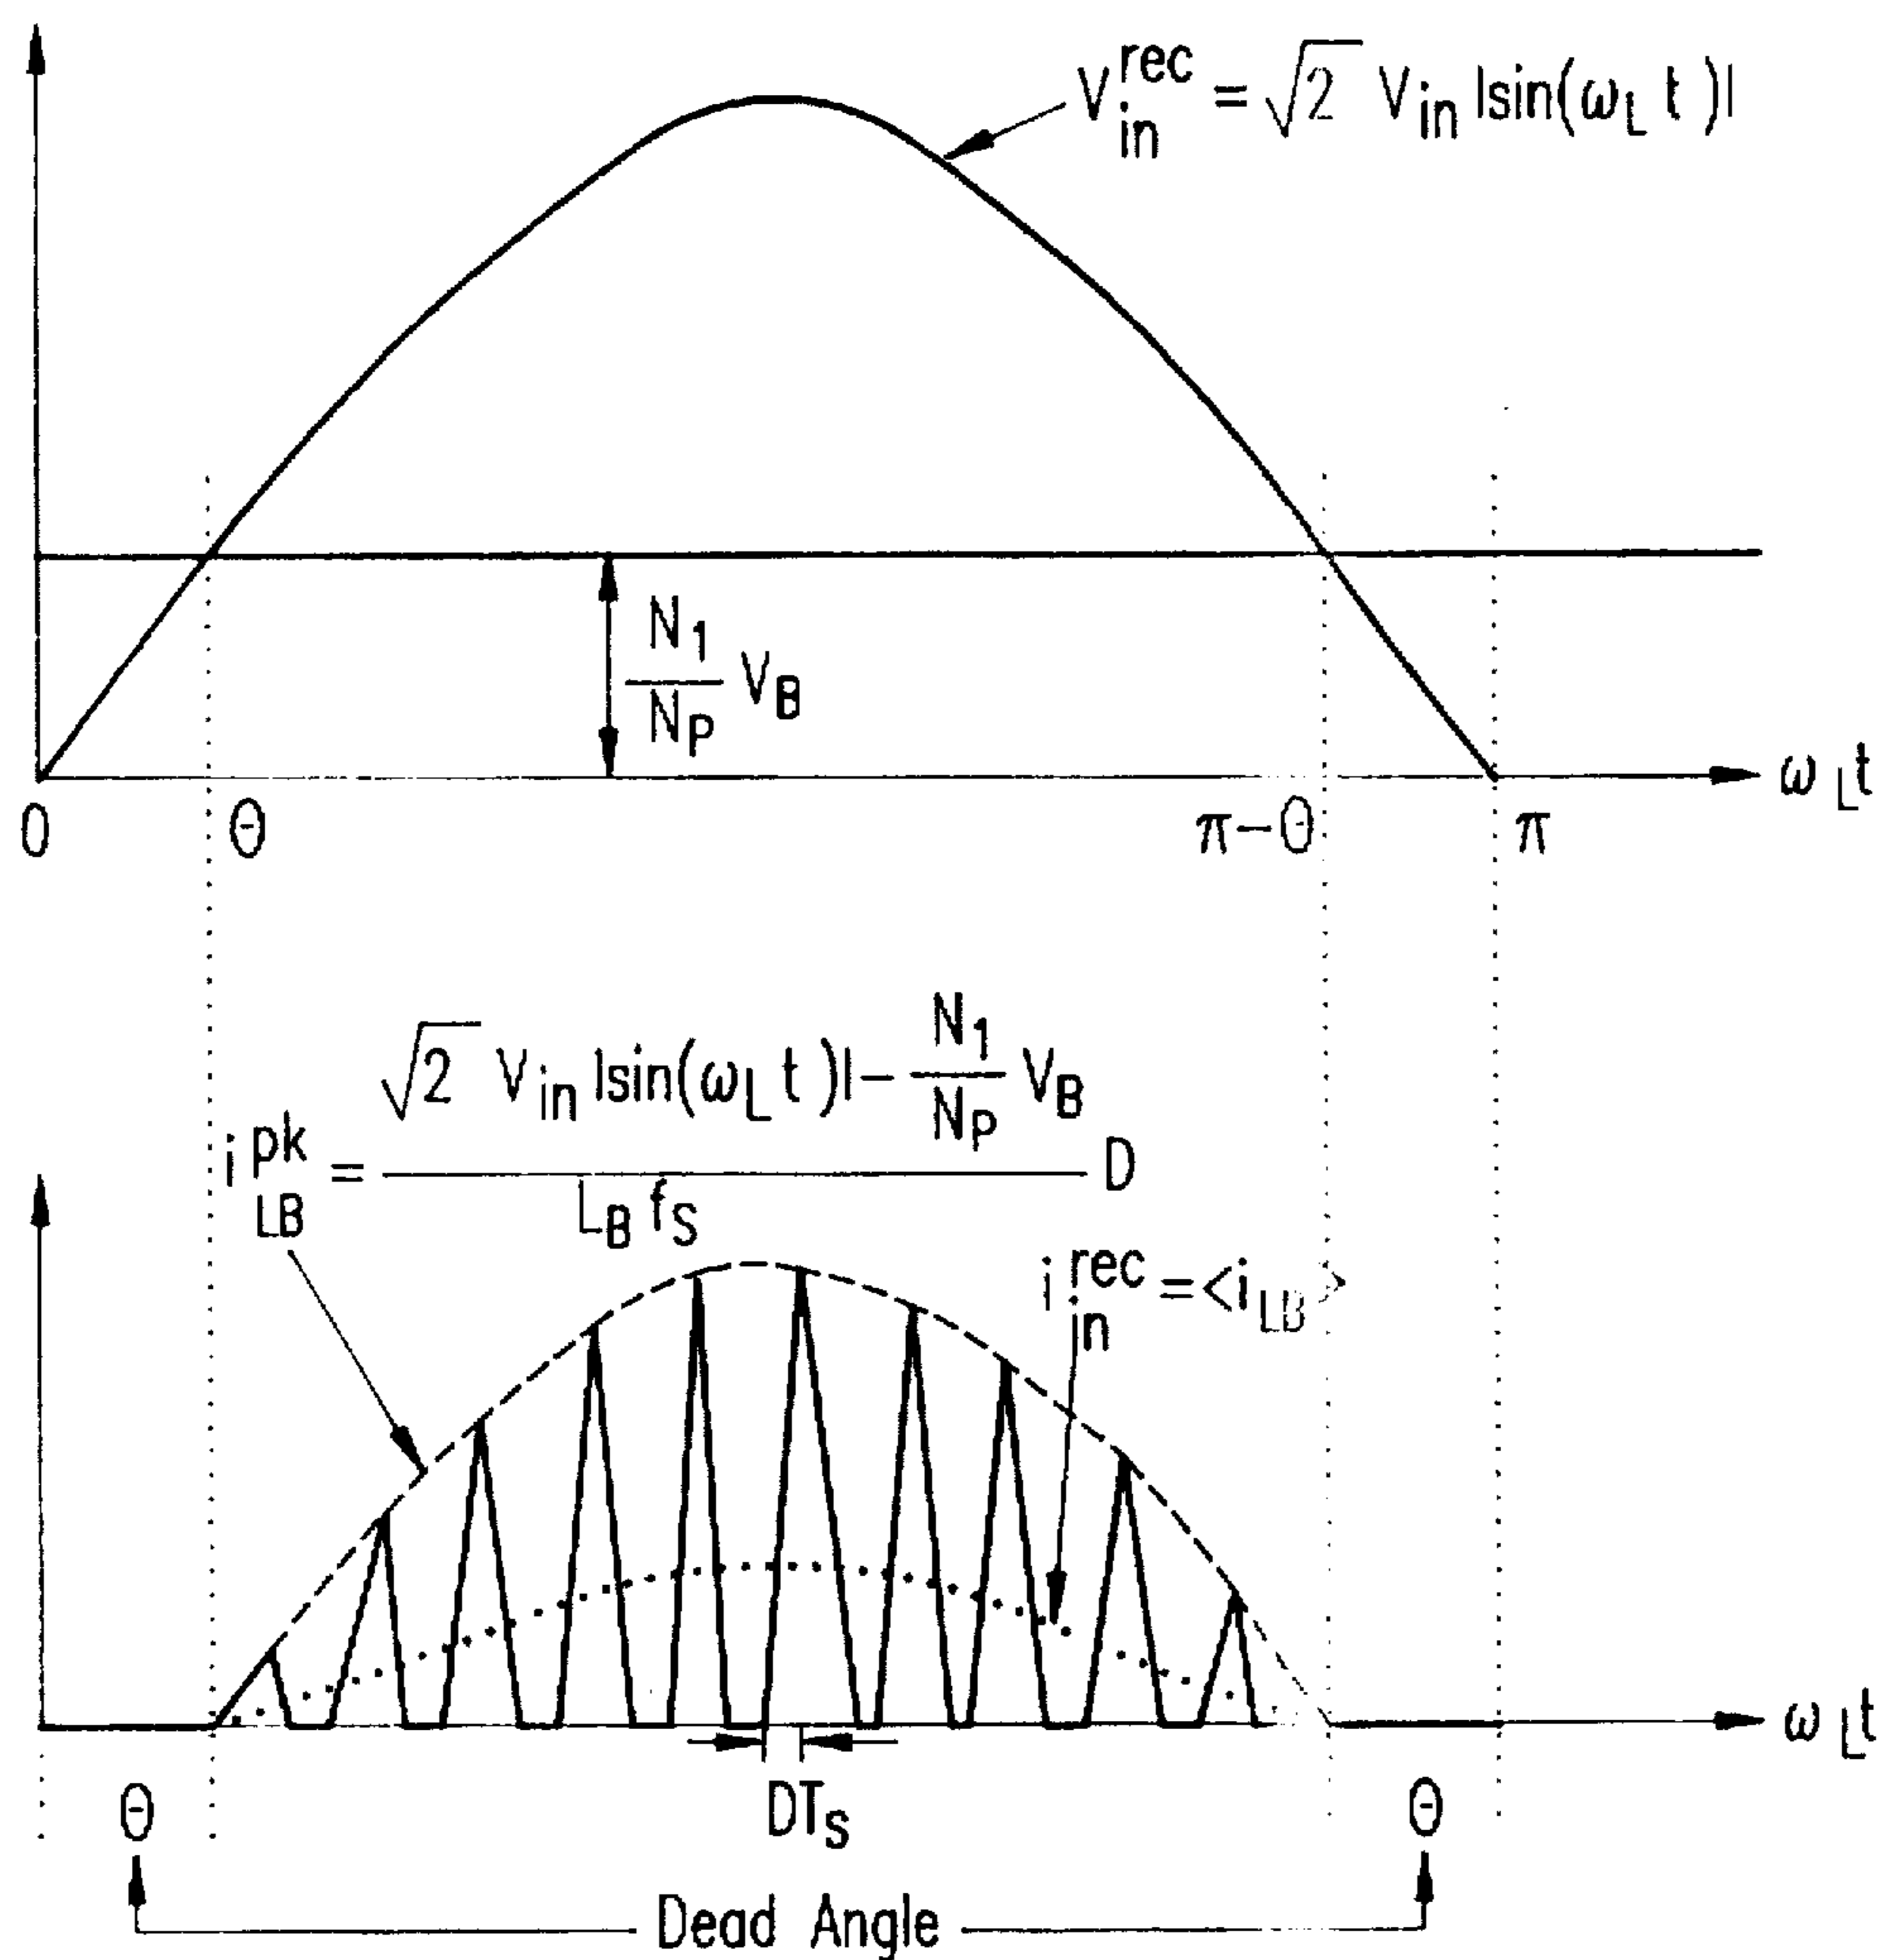 v_in^rec = √2 V_in |sin(ω_L t)|
N_1
N_P
V_B
ω_L t
0
θ
π-θ
π
√2 V_in |sin(ω_L t)| - N_1/N_P V_B
i_LB^pk = D
L_B f_S
i_in^rec = <i_LB>
ω_L t
θ
DT_S
θ
Dead Angle